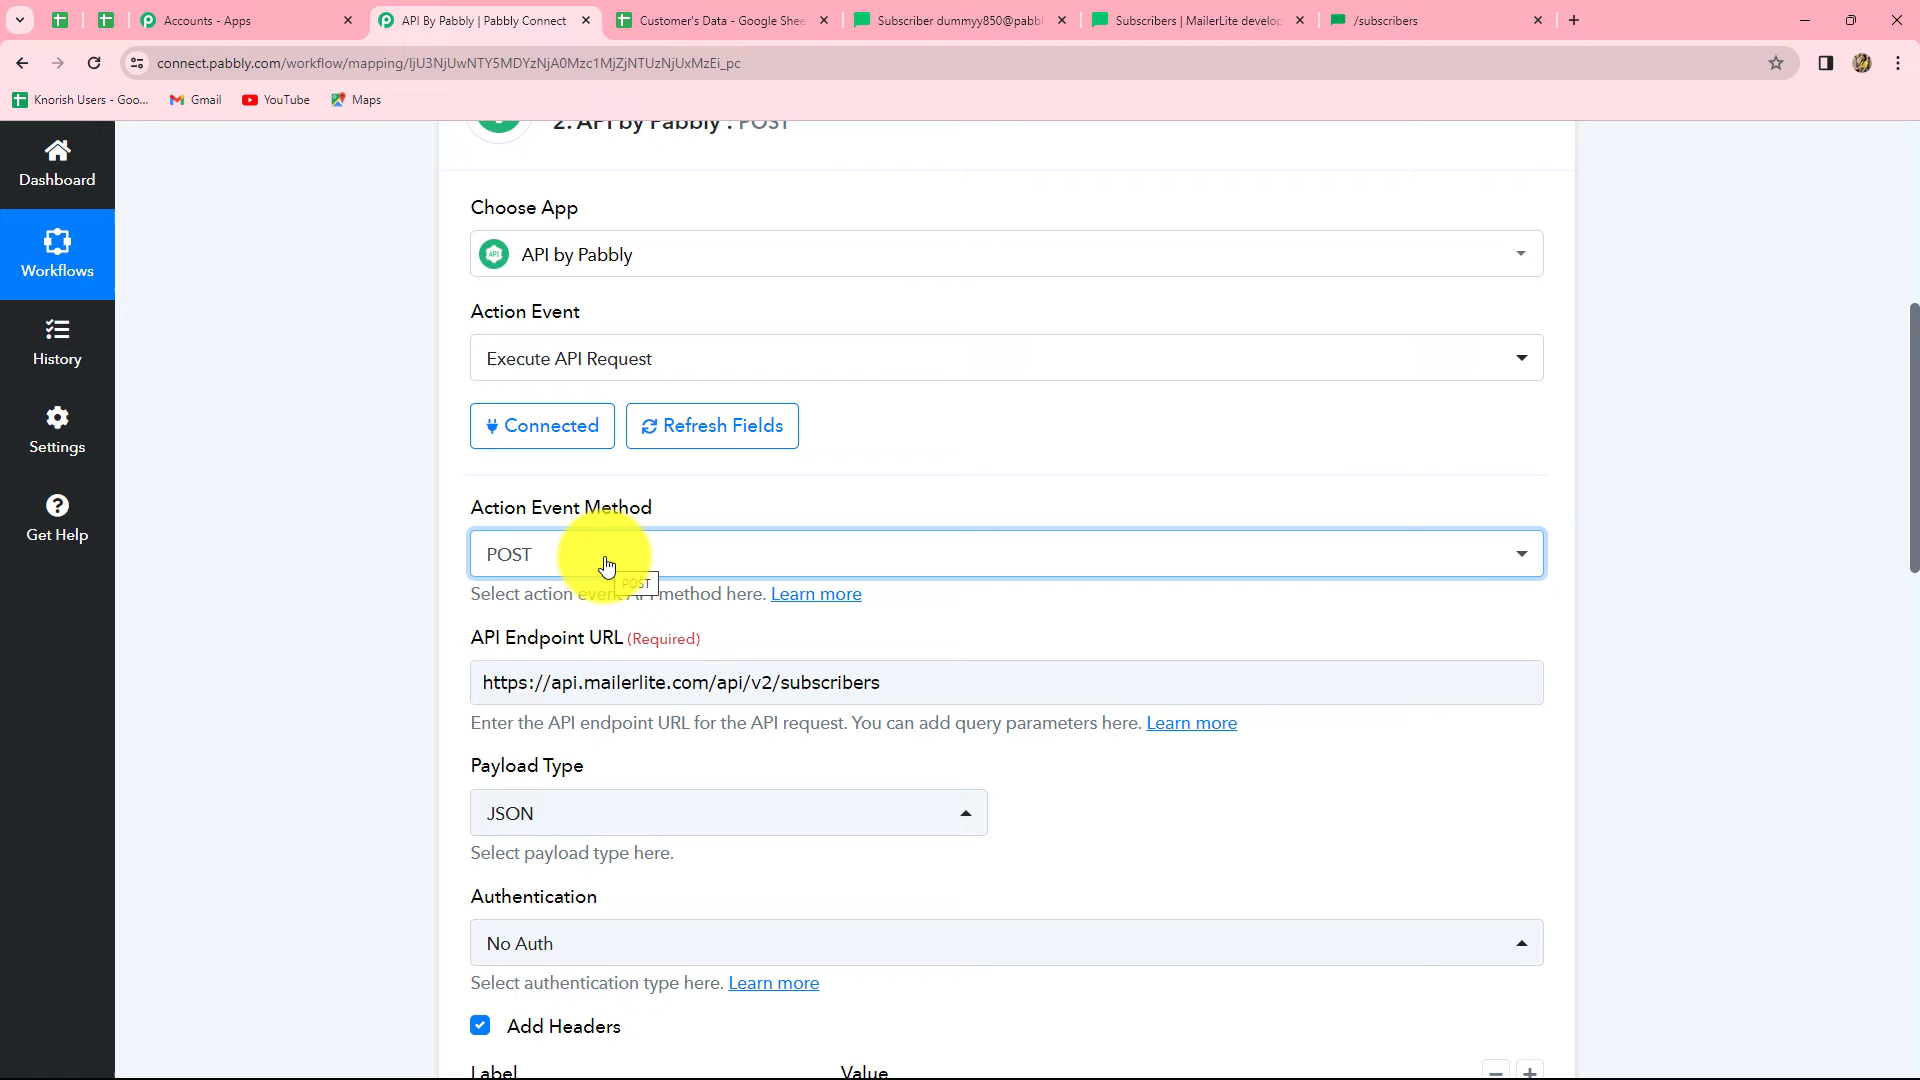 Accounts - Apps
API By Pabbly | Pabbly Connect
Customer's Data - Google Shee
Subscriber dummyy850@pabbl
Subscribers | MailerLite develop
/subscribers
connect.pabbly.com/workflow/mapping/IjU3NjUwNTY5MDYzNjA0Mzc1MjZjNTUzNjUxMzEi_pc
Knorish Users - Goo...
Gmail
YouTube
Maps
Dashboard
Workflows
History
Settings
Get Help
2. API by Pabbly : POST
Choose App
API by Pabbly
Action Event
Execute API Request
Connected
Refresh Fields
Action Event Method
POST
POST
Select action event API method here. Learn more
API Endpoint URL (Required)
https://api.mailerlite.com/api/v2/subscribers
Enter the API endpoint URL for the API request. You can add query parameters here. Learn more
Payload Type
JSON
Select payload type here.
Authentication
No Auth
Select authentication type here. Learn more
Add Headers
Label
Value